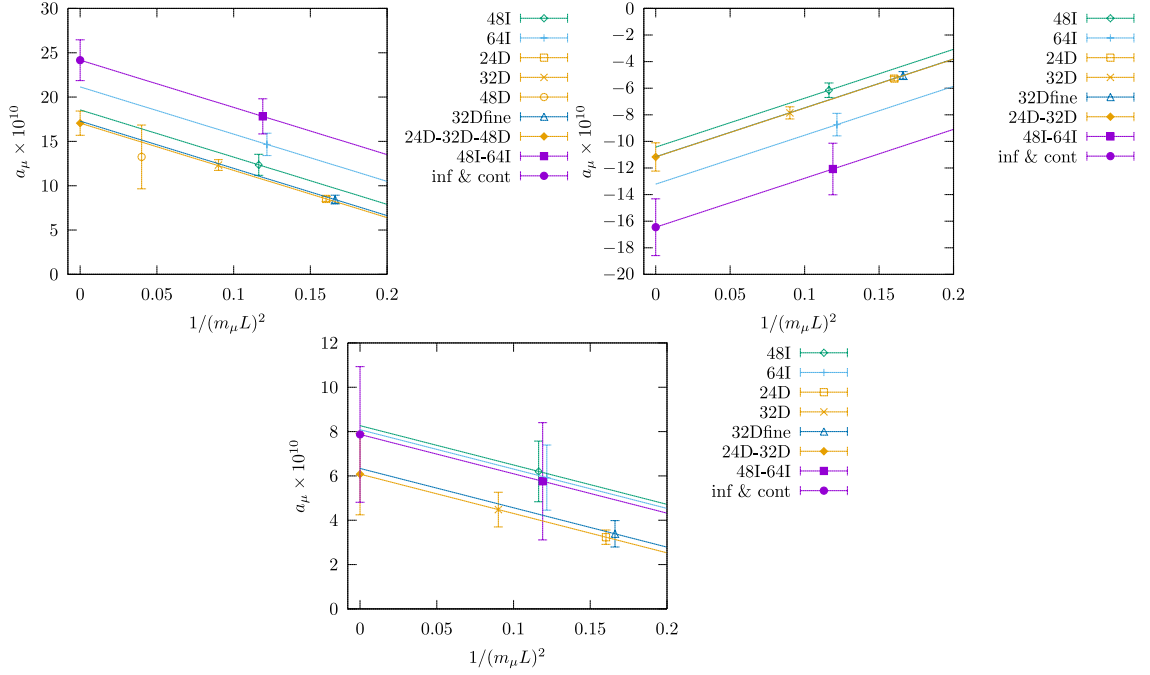 30
25
20
15
10
5
0
0 0.05 0.1 0.15 0.2
a_μ × 10^10
1/(m_μ L)^2
48I
64I
24D
32D
48D
32Dfine
24D-32D-48D
48I-64I
inf & cont
0
−2
−4
−6
−8
−10
−12
−14
−16
−18
−20
0 0.05 0.1 0.15 0.2
a_μ × 10^10
1/(m_μ L)^2
48I
64I
24D
32D
32Dfine
24D-32D
48I-64I
inf & cont
12
10
8
6
4
2
0
0 0.05 0.1 0.15 0.2
a_μ × 10^10
1/(m_μ L)^2
48I
64I
24D
32D
32Dfine
24D-32D
48I-64I
inf & cont